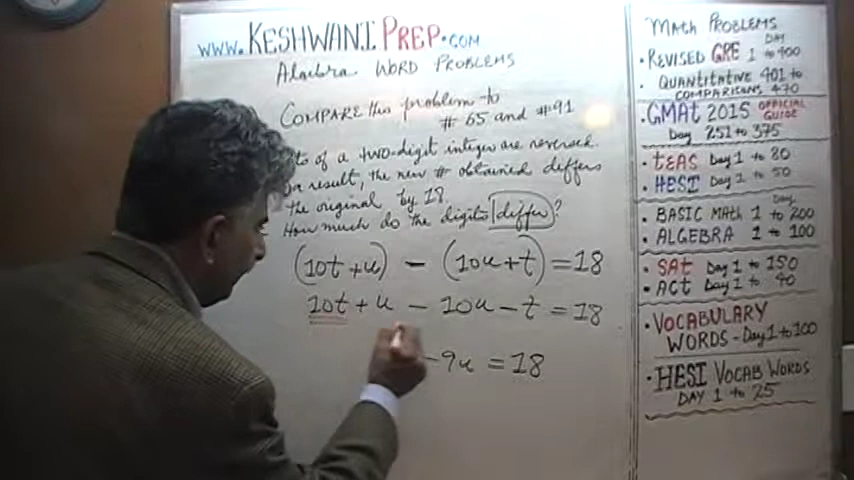 www.KESHWANI PREP.COM
Algebra WORD PROBLEMS
COMPARE this problem to
# 65 and #91
of a two-digit integer are reversed.
result, the new # obtained differs
the original by 18.
How much do the digits differ?
(10t + u) - (10u + t) = 18
10t + u - 10u - t = 18
- 9u = 18
MATH PROBLEMS
DAY
• REVISED GRE 1 to 400
• QUANTITATIVE 401 to
COMPARISONS 470
• GMAT 2015 OFFICIAL GUIDE
Day 251 to 375
• TEAS Day 1 to 80
• HESI Day 1 to 50
Day
• BASIC MATH 1 to 200
• ALGEBRA 1 to 100
• SAT Day 1 to 150
• ACT Day 1 to 40
• VOCABULARY
WORDS - Day 1 to 100
• HESI VOCAB WORDS
DAY 1 to 25